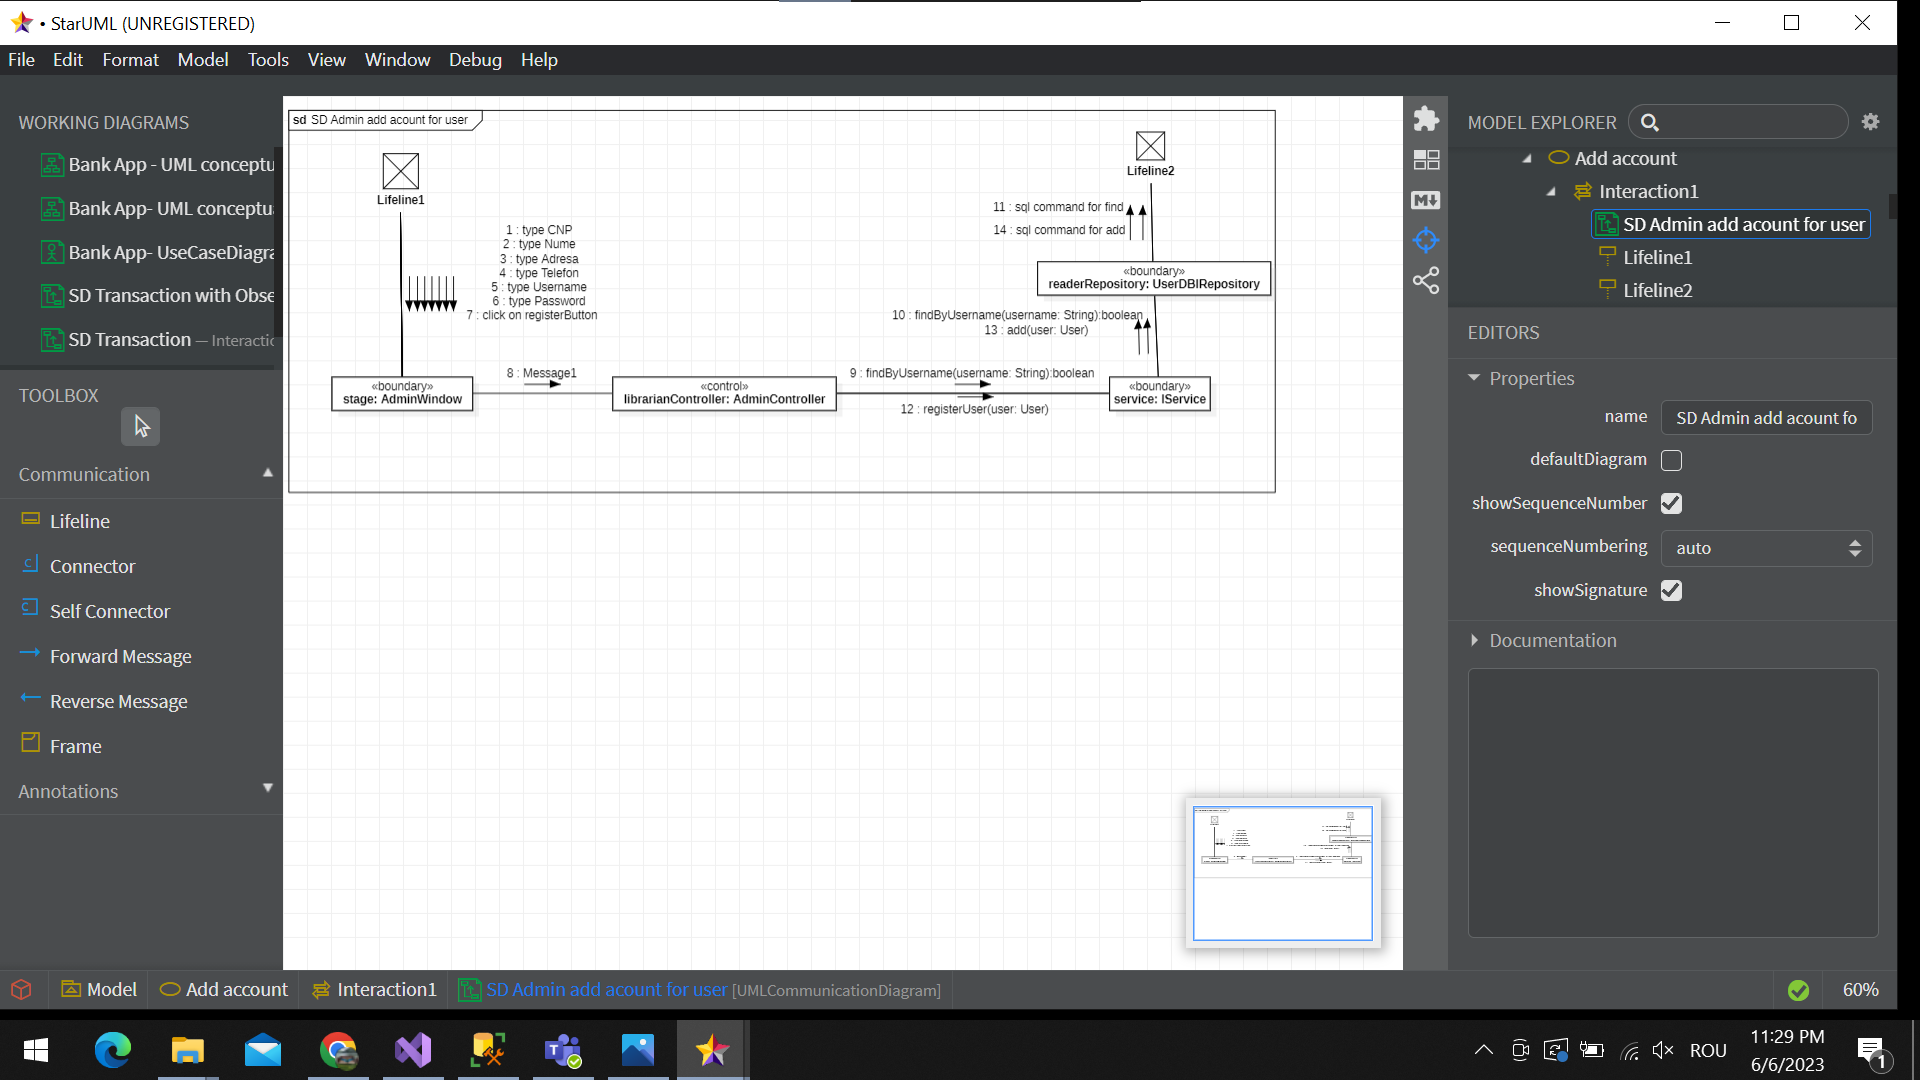 • StarUML (UNREGISTERED)
File Edit Format Model Tools View Window Debug Help
WORKING DIAGRAMS
Bank App - UML conceptu
Bank App- UML conceptu
Bank App- UseCaseDiagra
SD Transaction with Obse
SD Transaction — Interactio
TOOLBOX
Communication
Lifeline
Connector
Self Connector
Forward Message
Reverse Message
Frame
Annotations
sd SD Admin add acount for user
Lifeline1
1 : type CNP
2 : type Nume
3 : type Adresa
4 : type Telefon
5 : type Username
6 : type Password
7 : click on registerButton
«boundary»
stage: AdminWindow
8 : Message1
«control»
librarianController: AdminController
9 : findByUsername(username: String):boolean
12 : registerUser(user: User)
«boundary»
service: IService
10 : findByUsername(username: String):boolean
13 : add(user: User)
«boundary»
readerRepository: UserDBIRepository
11 : sql command for find
14 : sql command for add
Lifeline2
MODEL EXPLORER
Add account
Interaction1
SD Admin add acount for user
Lifeline1
Lifeline2
EDITORS
Properties
name SD Admin add acount fo
defaultDiagram
showSequenceNumber
sequenceNumbering auto
showSignature
Documentation
Model Add account Interaction1 SD Admin add acount for user [UMLCommunicationDiagram]
60%
ROU
11:29 PM
6/6/2023
1